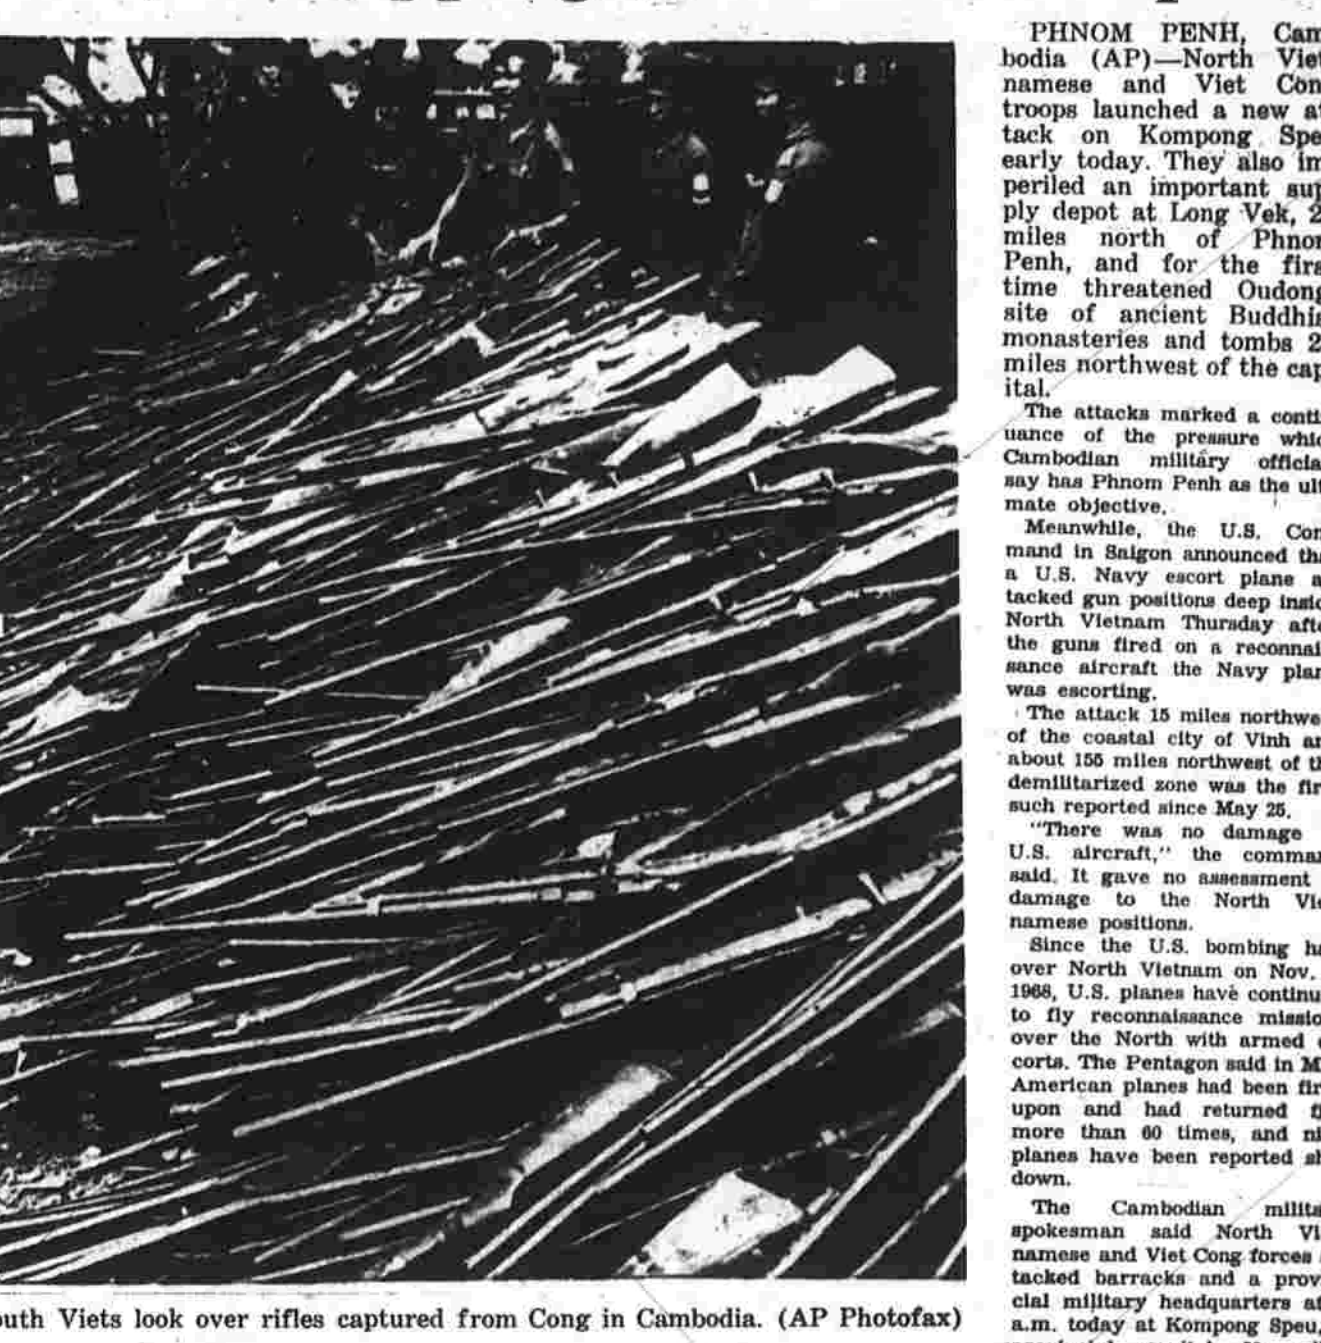 PHNOM PENH, Cam
bodia (AP)—North Viet
namese and Viet Con
troops launched a new at
tack on Kompong Spe
early today. They also im
periled an important sup
ply depot at Long Vek, 2
miles north of Phnom
Penh, and for the firs
time threatened Oudong
site of ancient Buddhis
monasteries and tombs 2
miles northwest of the cap
ital.
The attacks marked a conti
uance of the pressure whic
Cambodian military officia
say has Phnom Penh as the ult
mate objective.
Meanwhile, the U.S. Com
mand in Saigon announced tha
a U.S. Navy escort plane a
tacked gun positions deep insid
North Vietnam Thursday afte
the guns fired on a reconnai
sance aircraft the Navy plan
was escorting.
The attack 15 miles northwe
of the coastal city of Vinh an
about 155 miles northwest of th
demilitarized zone was the fir
such reported since May 25.
"There was no damage
U.S. aircraft," the comman
said. It gave no assessment
damage to the North Vie
namese positions.
Since the U.S. bombing ha
over North Vietnam on Nov.
1968, U.S. planes have continu
to fly reconnaissance mission
over the North with armed e
corts. The Pentagon said in M
American planes had been fir
upon and had returned fi
more than 60 times, and ni
planes have been reported sh
down.
The Cambodian milita
spokesman said North Vi
namese and Viet Cong forces
tacked barracks and a prov
cial military headquarters at
a.m. today at Kompong Speu,
outh Viets look over rifles captured from Cong in Cambodia. (AP Photofax)